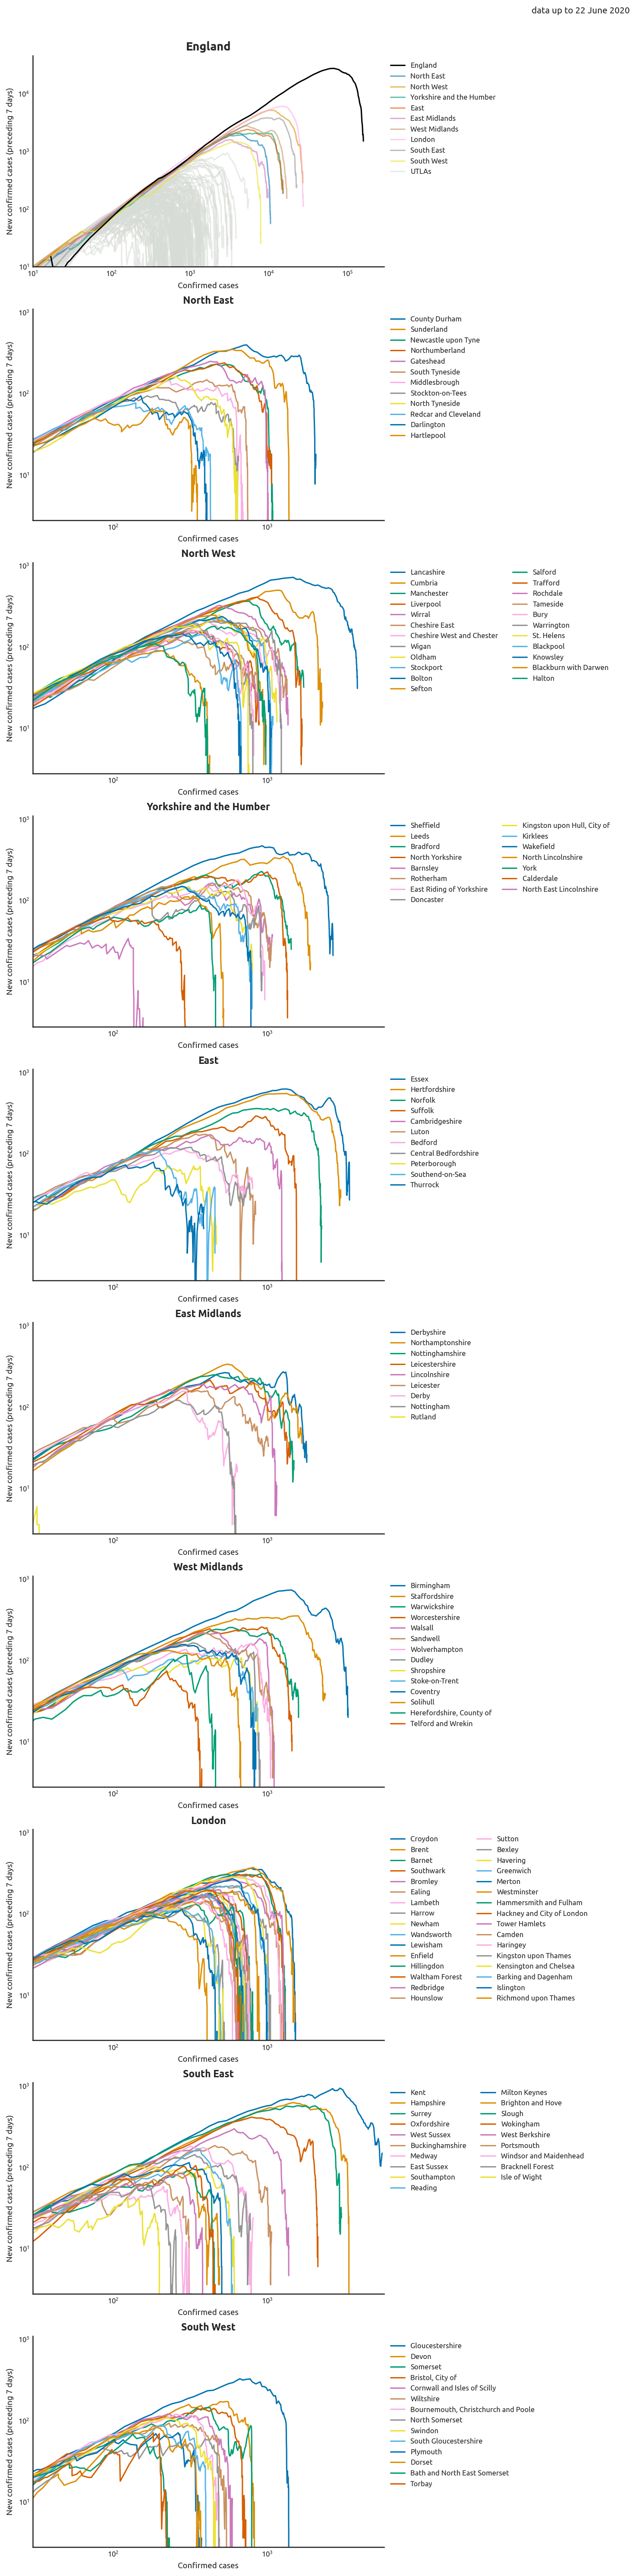 data up to 22 June 2020
England
New confirmed cases (preceding 7 days)
10⁴
10³
10²
10¹
10¹
10²
10³
10⁴
10⁵
Confirmed cases
England
North East
North West
Yorkshire and the Humber
East
East Midlands
West Midlands
London
South East
South West
UTLAs
North East
New confirmed cases (preceding 7 days)
10³
10²
10¹
10²
10³
Confirmed cases
County Durham
Sunderland
Newcastle upon Tyne
Northumberland
Gateshead
South Tyneside
Middlesbrough
Stockton-on-Tees
North Tyneside
Redcar and Cleveland
Darlington
Hartlepool
North West
New confirmed cases (preceding 7 days)
10³
10²
10¹
10²
10³
Confirmed cases
Lancashire
Cumbria
Manchester
Liverpool
Wirral
Cheshire East
Cheshire West and Chester
Wigan
Oldham
Stockport
Bolton
Sefton
Salford
Trafford
Rochdale
Tameside
Bury
Warrington
St. Helens
Blackpool
Knowsley
Blackburn with Darwen
Halton
Yorkshire and the Humber
New confirmed cases (preceding 7 days)
10³
10²
10¹
10²
10³
Confirmed cases
Sheffield
Leeds
Bradford
North Yorkshire
Barnsley
Rotherham
East Riding of Yorkshire
Doncaster
Kingston upon Hull, City of
Kirklees
Wakefield
North Lincolnshire
York
Calderdale
North East Lincolnshire
East
New confirmed cases (preceding 7 days)
10³
10²
10¹
10²
10³
Confirmed cases
Essex
Hertfordshire
Norfolk
Suffolk
Cambridgeshire
Luton
Bedford
Central Bedfordshire
Peterborough
Southend-on-Sea
Thurrock
East Midlands
New confirmed cases (preceding 7 days)
10³
10²
10¹
10²
10³
Confirmed cases
Derbyshire
Northamptonshire
Nottinghamshire
Leicestershire
Lincolnshire
Leicester
Derby
Nottingham
Rutland
West Midlands
New confirmed cases (preceding 7 days)
10³
10²
10¹
10²
10³
Confirmed cases
Birmingham
Staffordshire
Warwickshire
Worcestershire
Walsall
Sandwell
Wolverhampton
Dudley
Shropshire
Stoke-on-Trent
Coventry
Solihull
Herefordshire, County of
Telford and Wrekin
London
New confirmed cases (preceding 7 days)
10³
10²
10¹
10²
10³
Confirmed cases
Croydon
Brent
Barnet
Southwark
Bromley
Ealing
Lambeth
Harrow
Newham
Wandsworth
Lewisham
Enfield
Hillingdon
Waltham Forest
Redbridge
Hounslow
Sutton
Bexley
Havering
Greenwich
Merton
Westminster
Hammersmith and Fulham
Hackney and City of London
Tower Hamlets
Camden
Haringey
Kingston upon Thames
Kensington and Chelsea
Barking and Dagenham
Islington
Richmond upon Thames
South East
New confirmed cases (preceding 7 days)
10³
10²
10¹
10²
10³
Confirmed cases
Kent
Hampshire
Surrey
Oxfordshire
West Sussex
Buckinghamshire
Medway
East Sussex
Southampton
Reading
Milton Keynes
Brighton and Hove
Slough
Wokingham
West Berkshire
Portsmouth
Windsor and Maidenhead
Bracknell Forest
Isle of Wight
South West
New confirmed cases (preceding 7 days)
10³
10²
10¹
10²
10³
Confirmed cases
Gloucestershire
Devon
Somerset
Bristol, City of
Cornwall and Isles of Scilly
Wiltshire
Bournemouth, Christchurch and Poole
North Somerset
Swindon
South Gloucestershire
Plymouth
Dorset
Bath and North East Somerset
Torbay